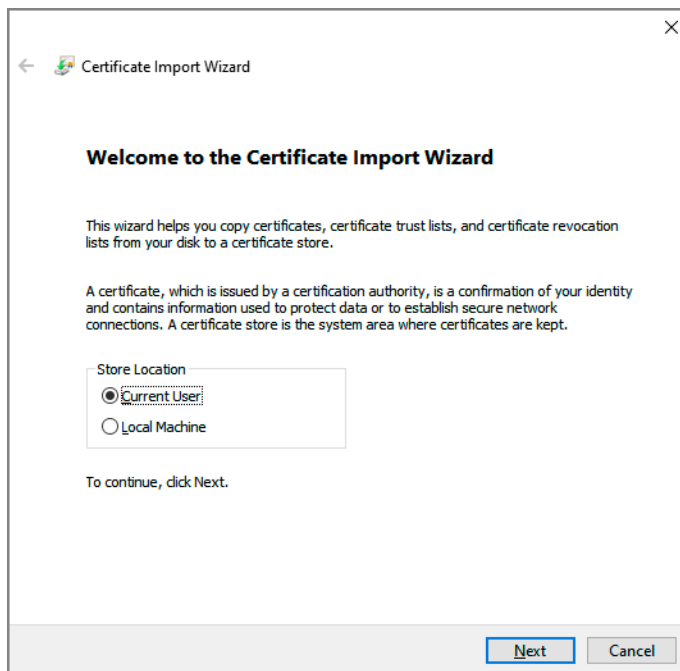 Certificate Import Wizard
Welcome to the Certificate Import Wizard
This wizard helps you copy certificates, certificate trust lists, and certificate revocation
lists from your disk to a certificate store.
A certificate, which is issued by a certification authority, is a confirmation of your identity
and contains information used to protect data or to establish secure network
connections. A certificate store is the system area where certificates are kept.
Store Location
Current User
Local Machine
To continue, click Next.
Next
Cancel